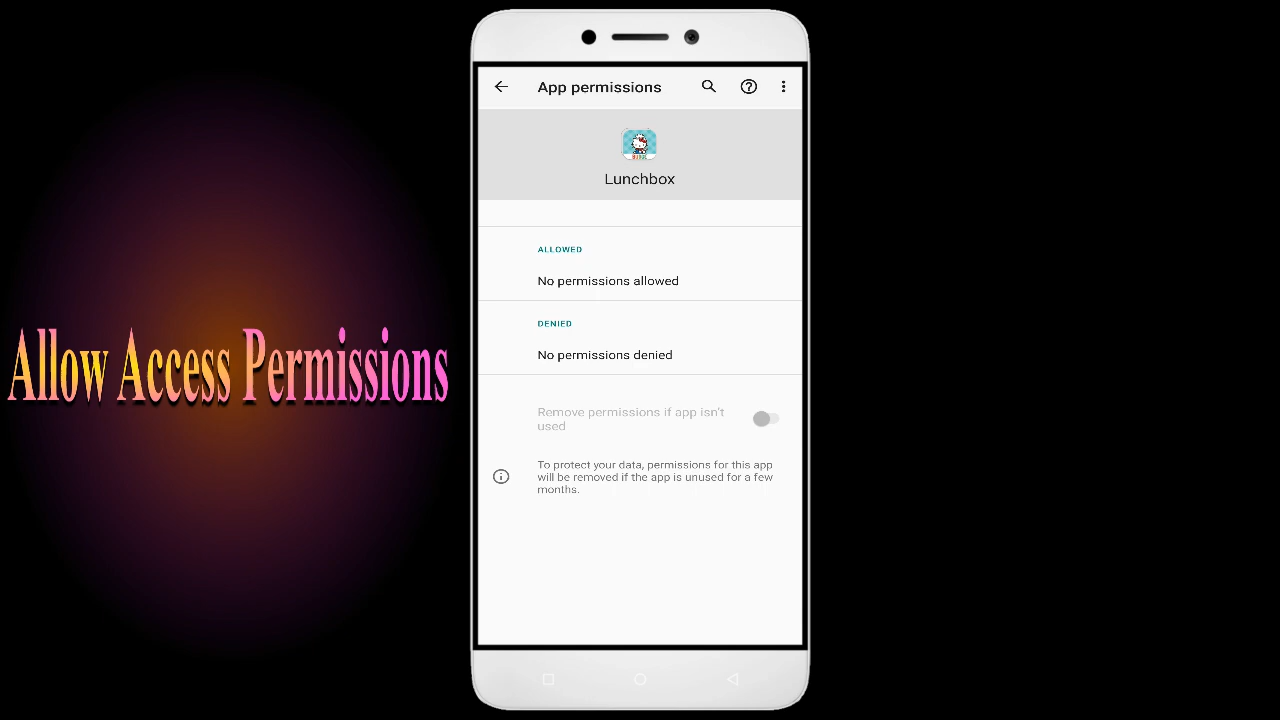 Allow Access Permissions
App permissions
Lunchbox
ALLOWED
No permissions allowed
DENIED
No permissions denied
Remove permissions if app isn't
used
To protect your data, permissions for this app
will be removed if the app is unused for a few
months.